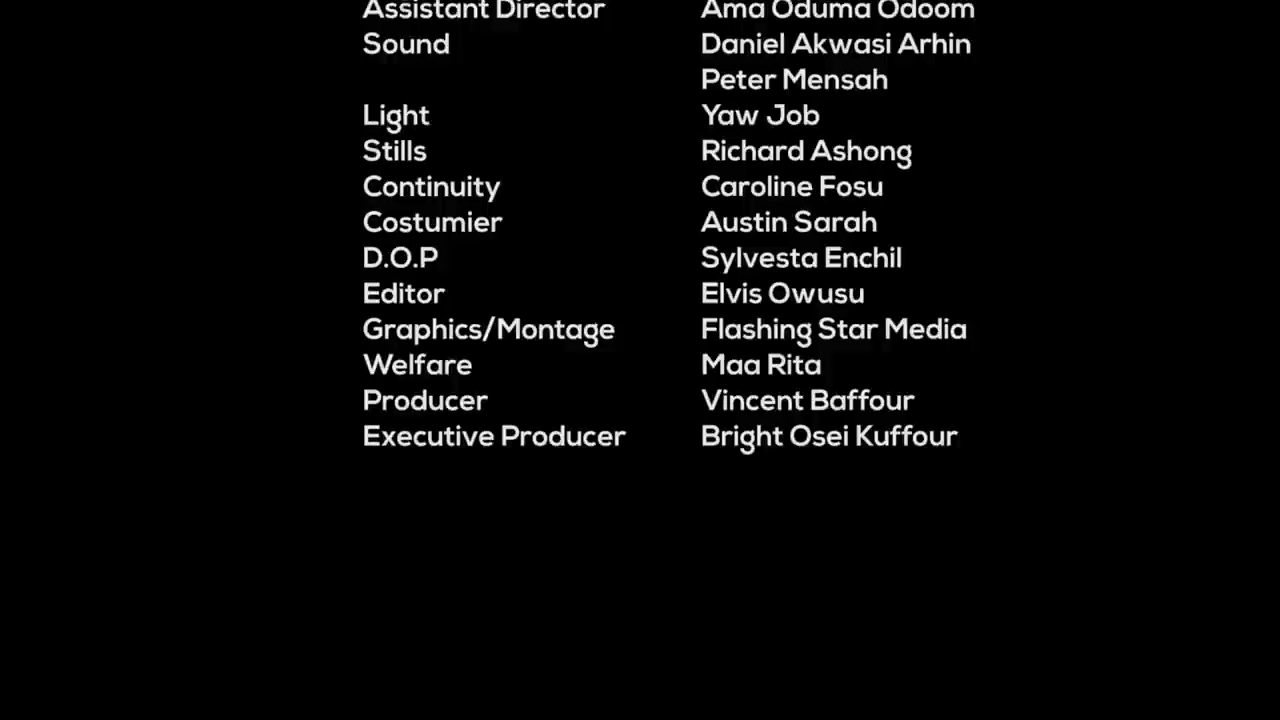 Assistant Director Ama Oduma Odoom
Sound Daniel Akwasi Arhin
Peter Mensah
Light Yaw Job
Stills Richard Ashong
Continuity Caroline Fosu
Costumier Austin Sarah
D.O.P Sylvesta Enchil
Editor Elvis Owusu
Graphics/Montage Flashing Star Media
Welfare Maa Rita
Producer Vincent Baffour
Executive Producer Bright Osei Kuffour